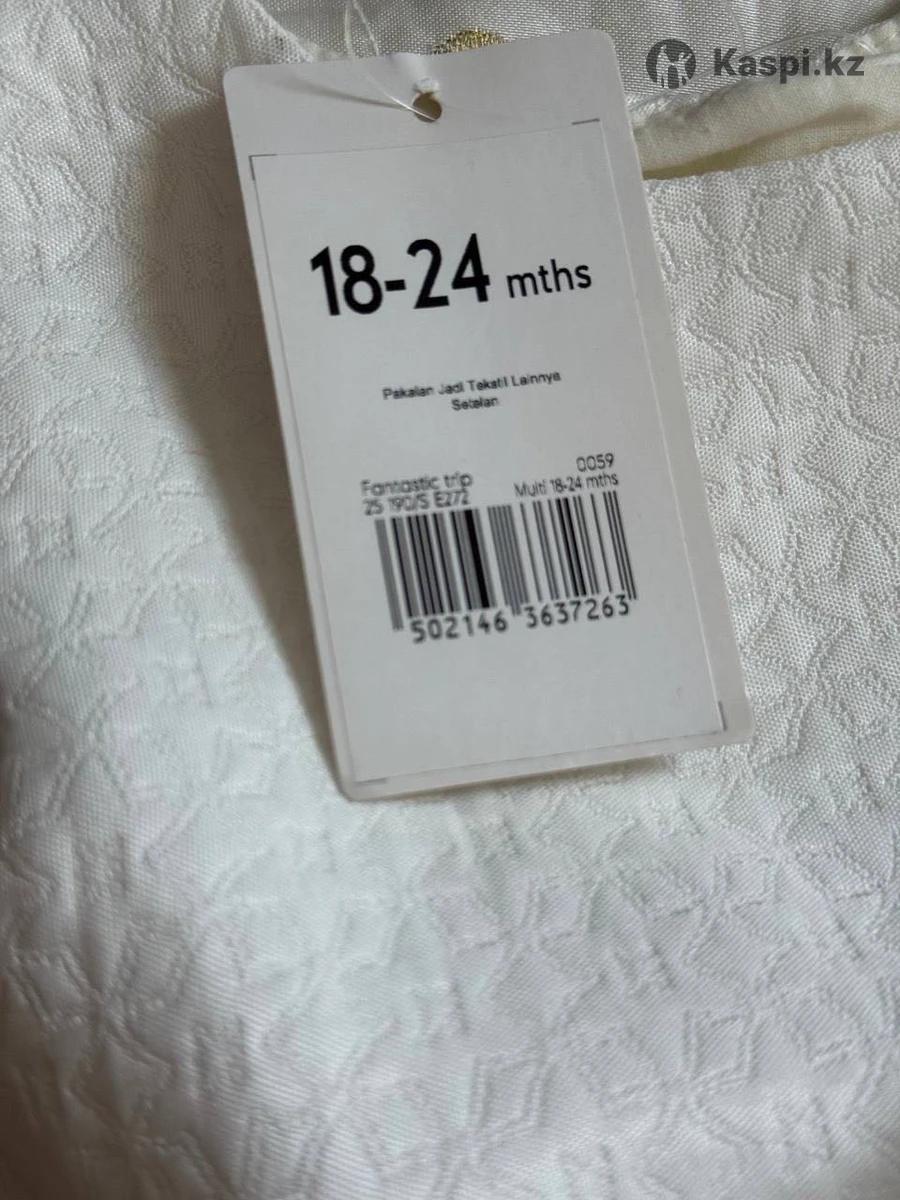 Kaspi.kz
18-24 mths
Pakaian Jadi Tekstil Lainnya
Setelan
Fantastic trip 0059
25 190/S E272 Multi 18-24 mths
502146 3637263